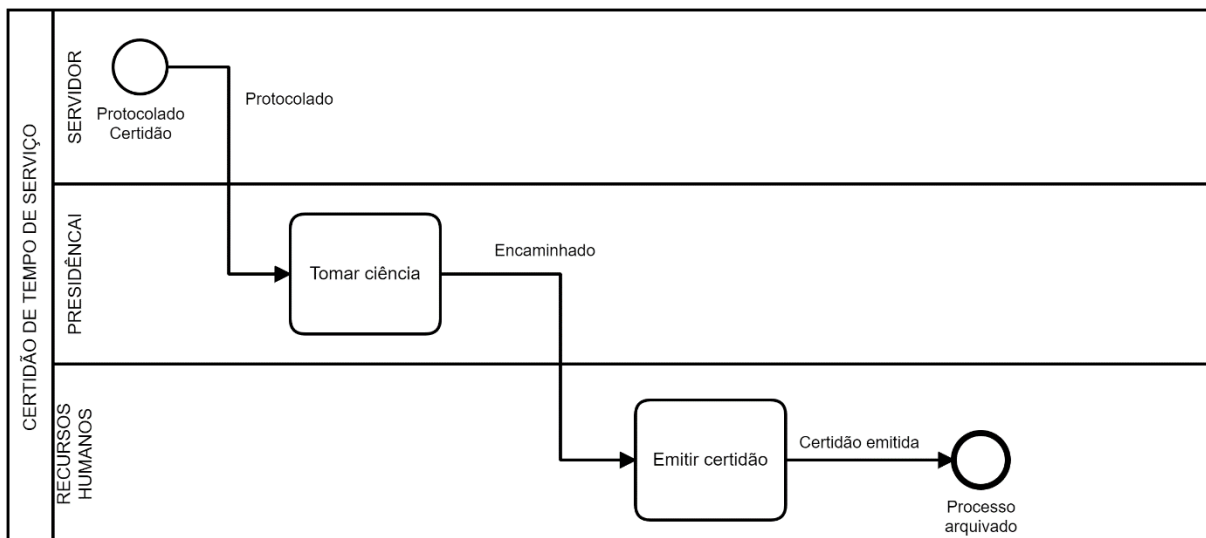 CERTIDÃO DE TEMPO DE SERVIÇO
SERVIDOR
Protocolado
Certidão
Protocolado
PRESIDÊNCAI
Tomar ciência
Encaminhado
RECURSOS
HUMANOS
Emitir certidão
Certidão emitida
Processo
arquivado